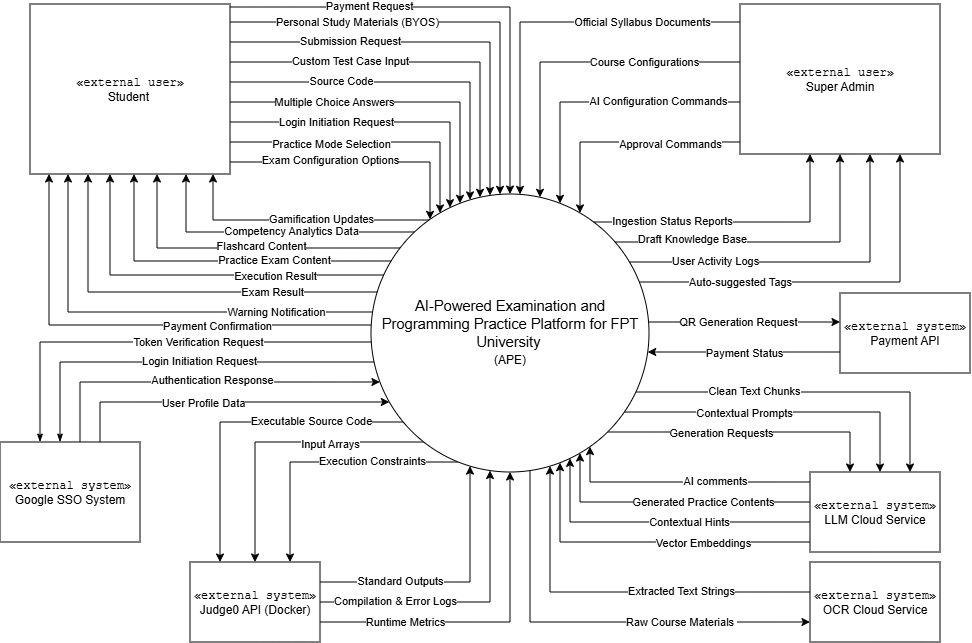 Payment Request
Personal Study Materials (BYOS)
Submission Request
Custom Test Case Input
Source Code
Multiple Choice Answers
Login Initiation Request
Practice Mode Selection
Exam Configuration Options
«external user»
Student
Official Syllabus Documents
Course Configurations
AI Configuration Commands
Approval Commands
«external user»
Super Admin
Gamification Updates
Competency Analytics Data
Flashcard Content
Practice Exam Content
Execution Result
Exam Result
Warning Notification
Payment Confirmation
Ingestion Status Reports
Draft Knowledge Base
User Activity Logs
Auto-suggested Tags
AI-Powered Examination and
Programming Practice Platform for FPT
University
(APE)
QR Generation Request
Payment Status
«external system»
Payment API
Token Verification Request
Login Initiation Request
Authentication Response
User Profile Data
«external system»
Google SSO System
Executable Source Code
Input Arrays
Execution Constraints
Clean Text Chunks
Contextual Prompts
Generation Requests
AI comments
Generated Practice Contents
Contextual Hints
Vector Embeddings
«external system»
LLM Cloud Service
«external system»
Judge0 API (Docker)
Standard Outputs
Compilation & Error Logs
Runtime Metrics
Extracted Text Strings
Raw Course Materials
«external system»
OCR Cloud Service